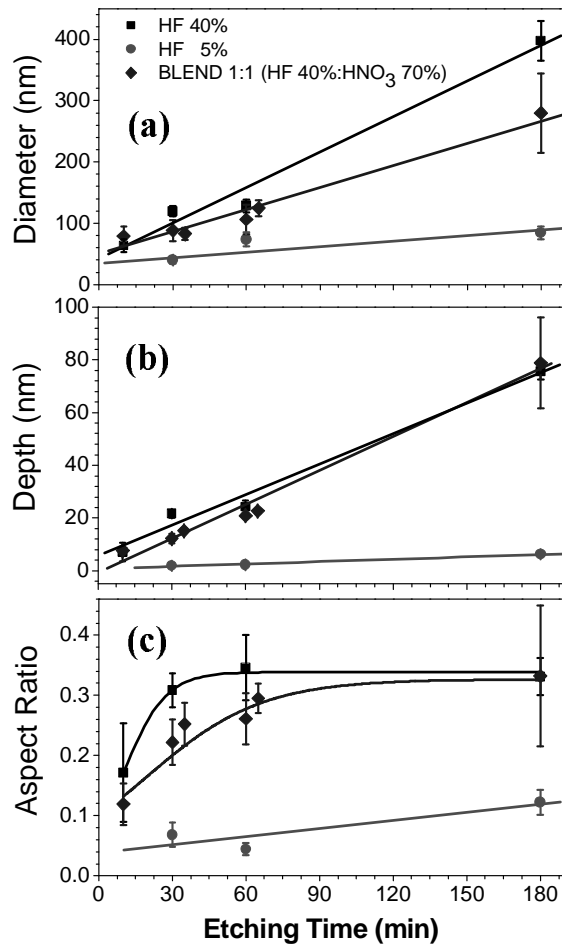 HF 40%
HF 5%
BLEND 1:1 (HF 40%:HNO3 70%)
(a)
Diameter (nm)
400
300
200
100
0
(b)
Depth (nm)
100
80
60
40
20
0
(c)
Aspect Ratio
0.4
0.3
0.2
0.1
0.0
0 30 60 90 120 150 180
Etching Time (min)